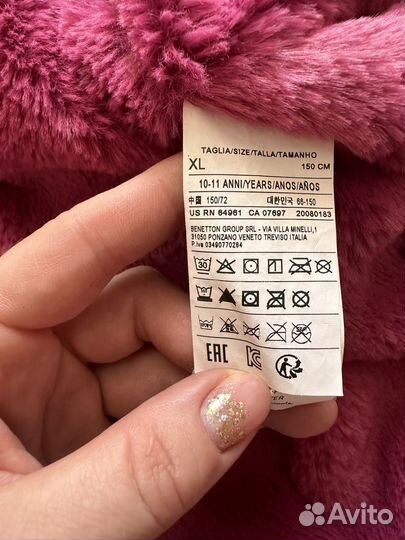 TAGLIA/SIZE/TALLA/TAMANHO
XL 150 CM
10-11 ANNI/YEARS/ANOS/AÑOS
中国 150/72 대한민국 66-150
US RN 64961 CA 07697 20080183
BENETTON GROUP SRL - VIA VILLA MINELLI,1
31050 PONZANO VENETO TREVISO ITALY
P.Iva 03490770284
30
EAC
Avito